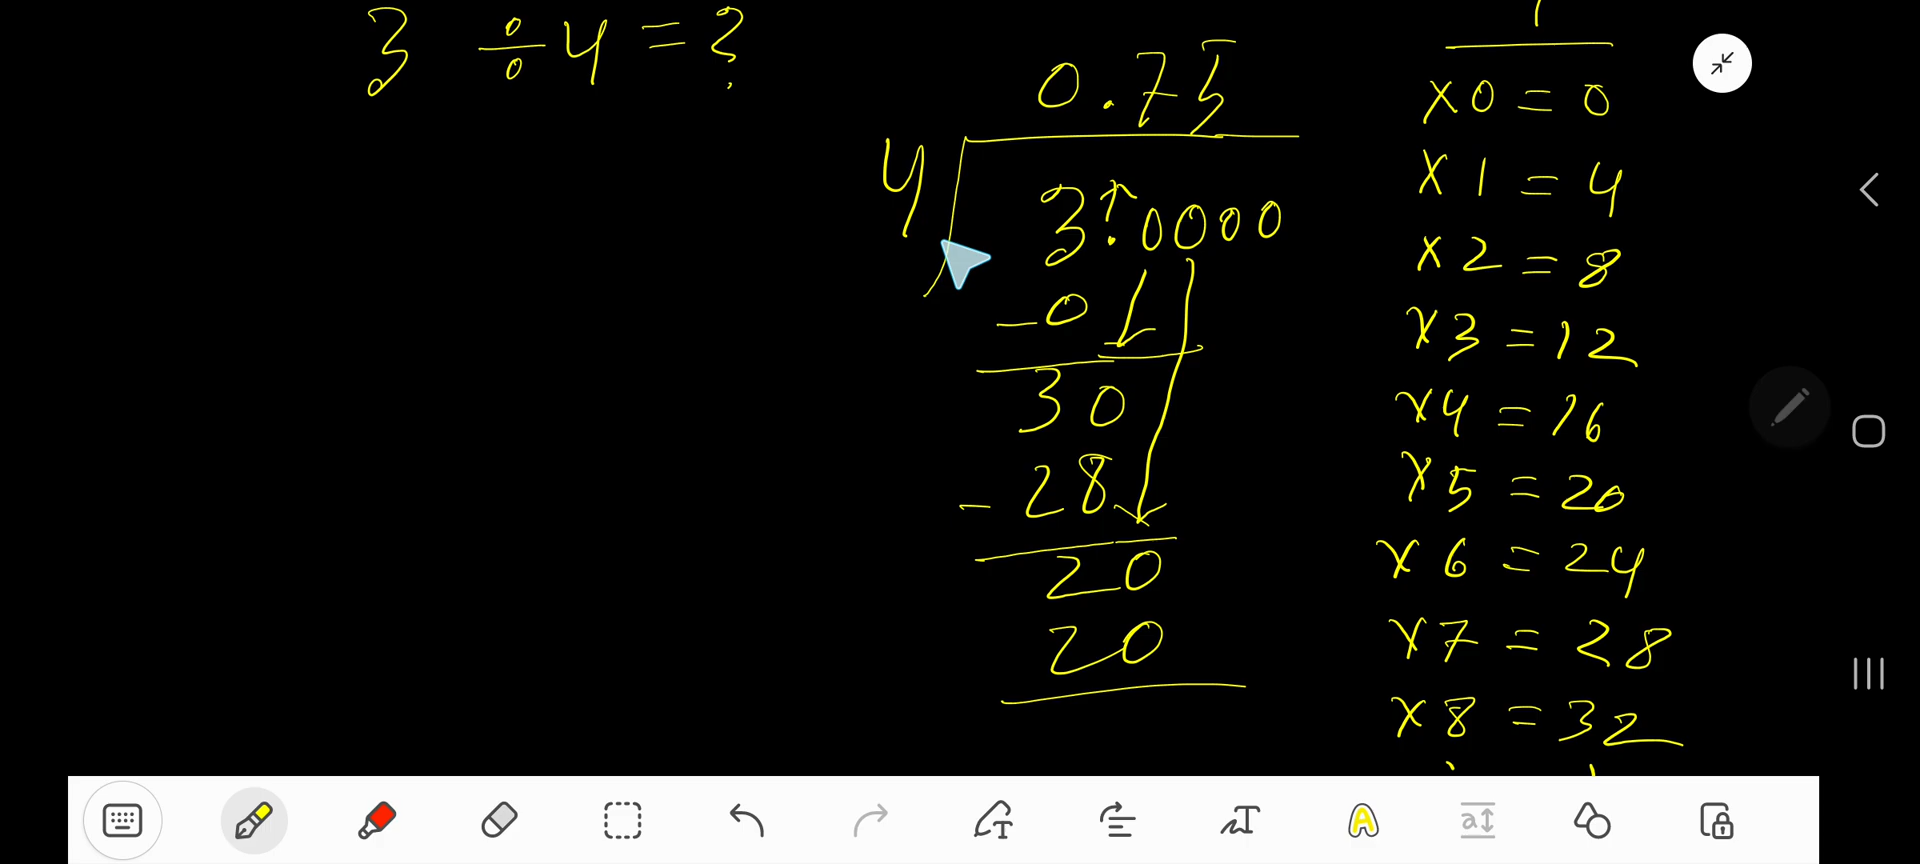 3 ÷ 4 = ?
0.75
4 3.0000
- 0
30
- 28
20
20
x0 = 0
x1 = 4
x2 = 8
x3 = 12
x4 = 16
x5 = 20
x6 = 24
x7 = 28
x8 = 32
T
T
A
a